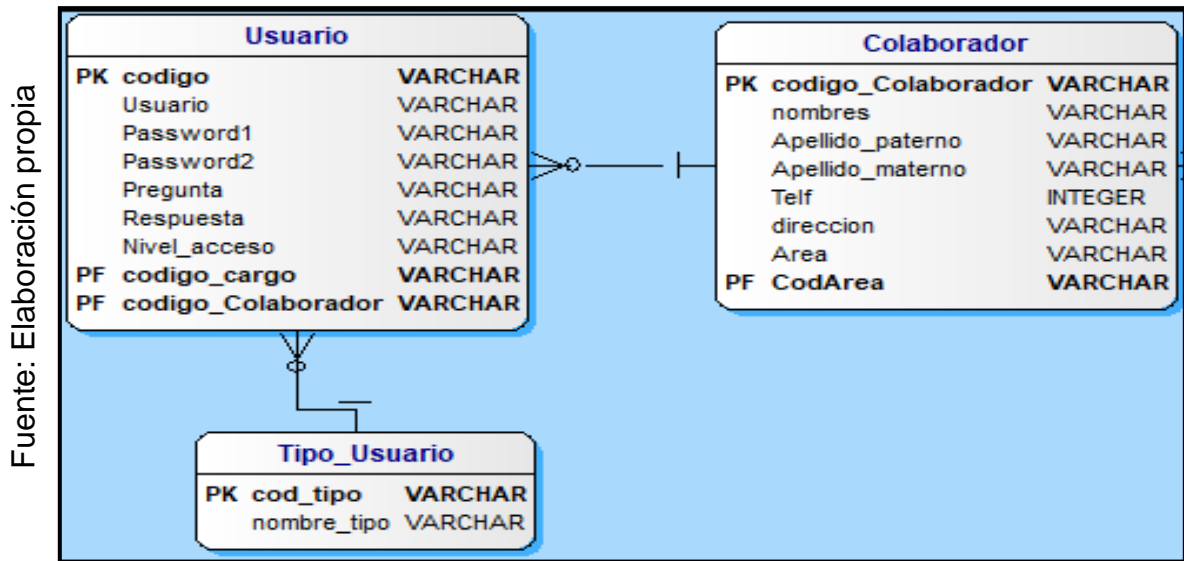 Fuente: Elaboración propia
Usuario
PK codigo VARCHAR
Usuario VARCHAR
Password1 VARCHAR
Password2 VARCHAR
Pregunta VARCHAR
Respuesta VARCHAR
Nivel_acceso VARCHAR
PF codigo_cargo VARCHAR
PF codigo_Colaborador VARCHAR
Colaborador
PK codigo_Colaborador VARCHAR
nombres VARCHAR
Apellido_paterno VARCHAR
Apellido_materno VARCHAR
Telf INTEGER
direccion VARCHAR
Area VARCHAR
PF CodArea VARCHAR
Tipo_Usuario
PK cod_tipo VARCHAR
nombre_tipo VARCHAR